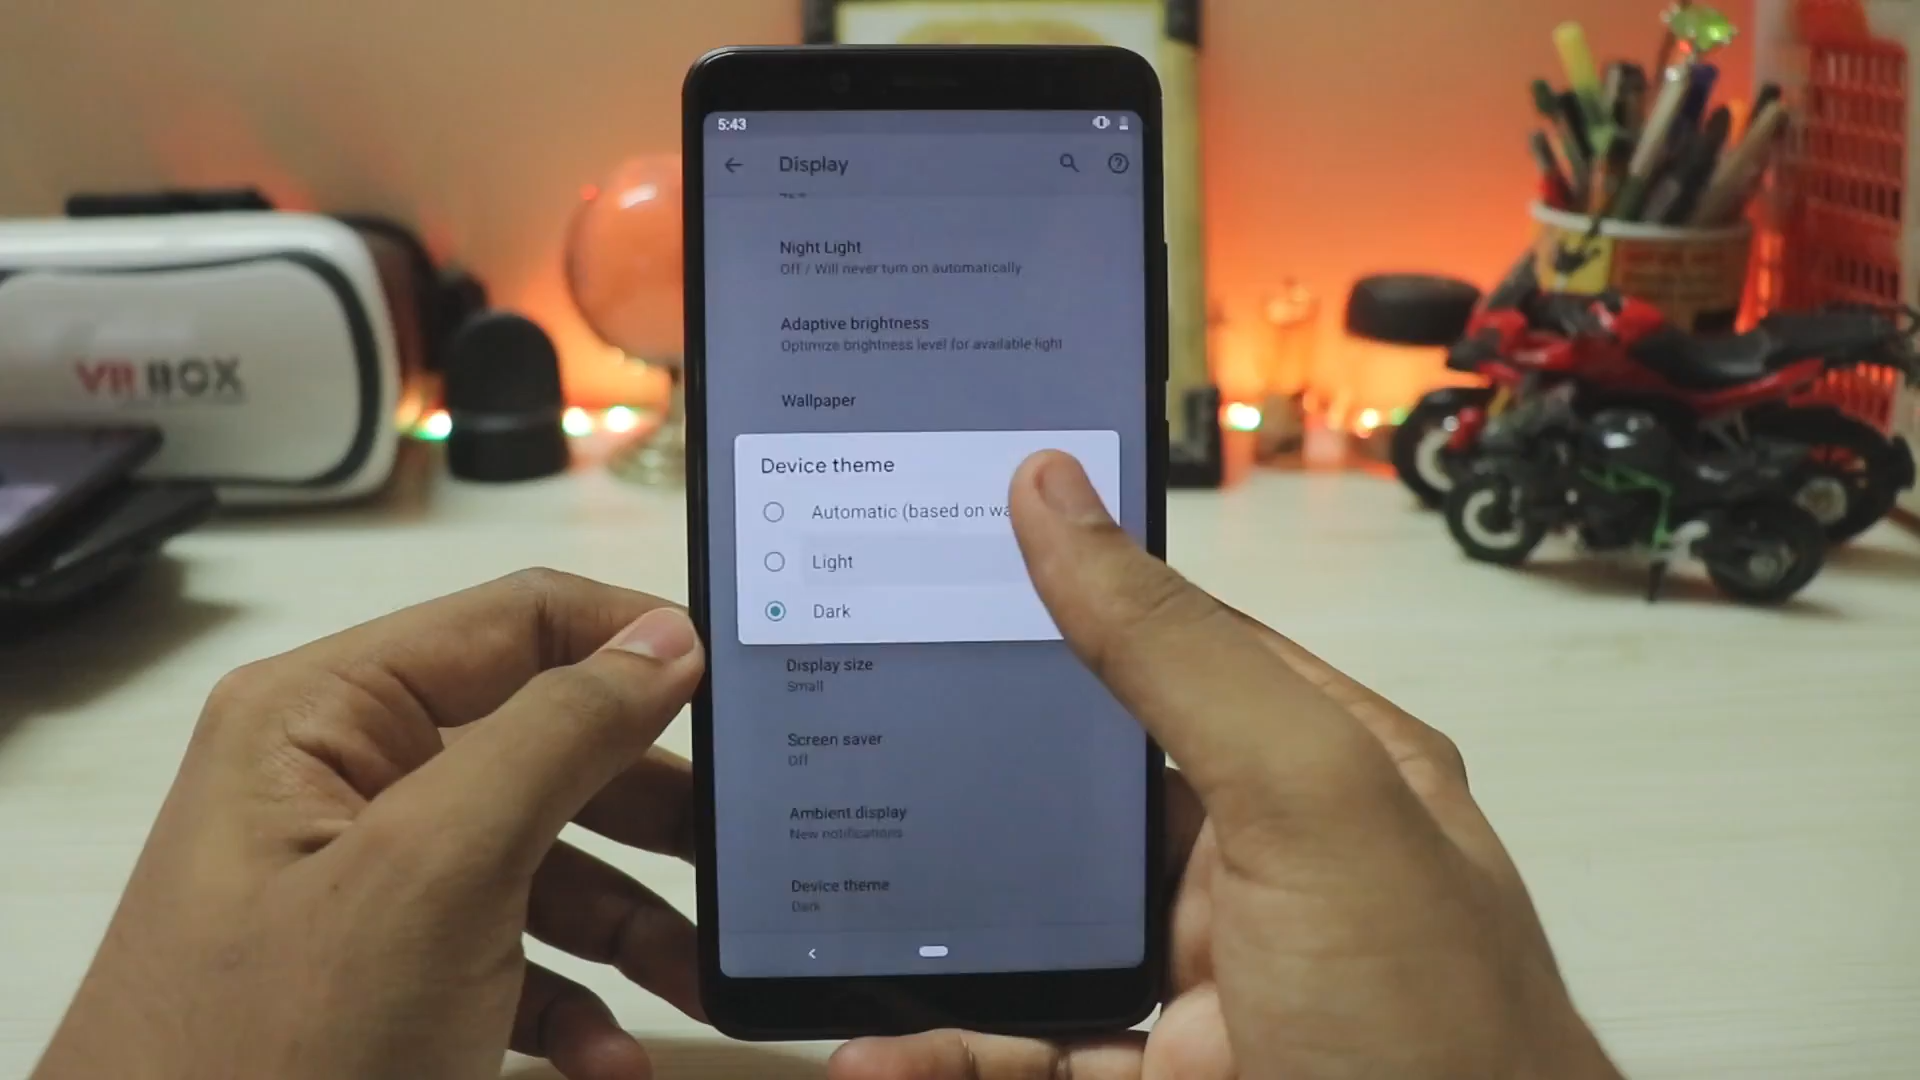 5:43
Display
Night Light
Off / Will never turn on automatically
Adaptive brightness
Optimize brightness level for available light
Wallpaper
Device theme
Automatic (based on wa
Light
Dark
Display size
Small
Screen saver
Off
Ambient display
New notifications
Device theme
Dark
VR BOX